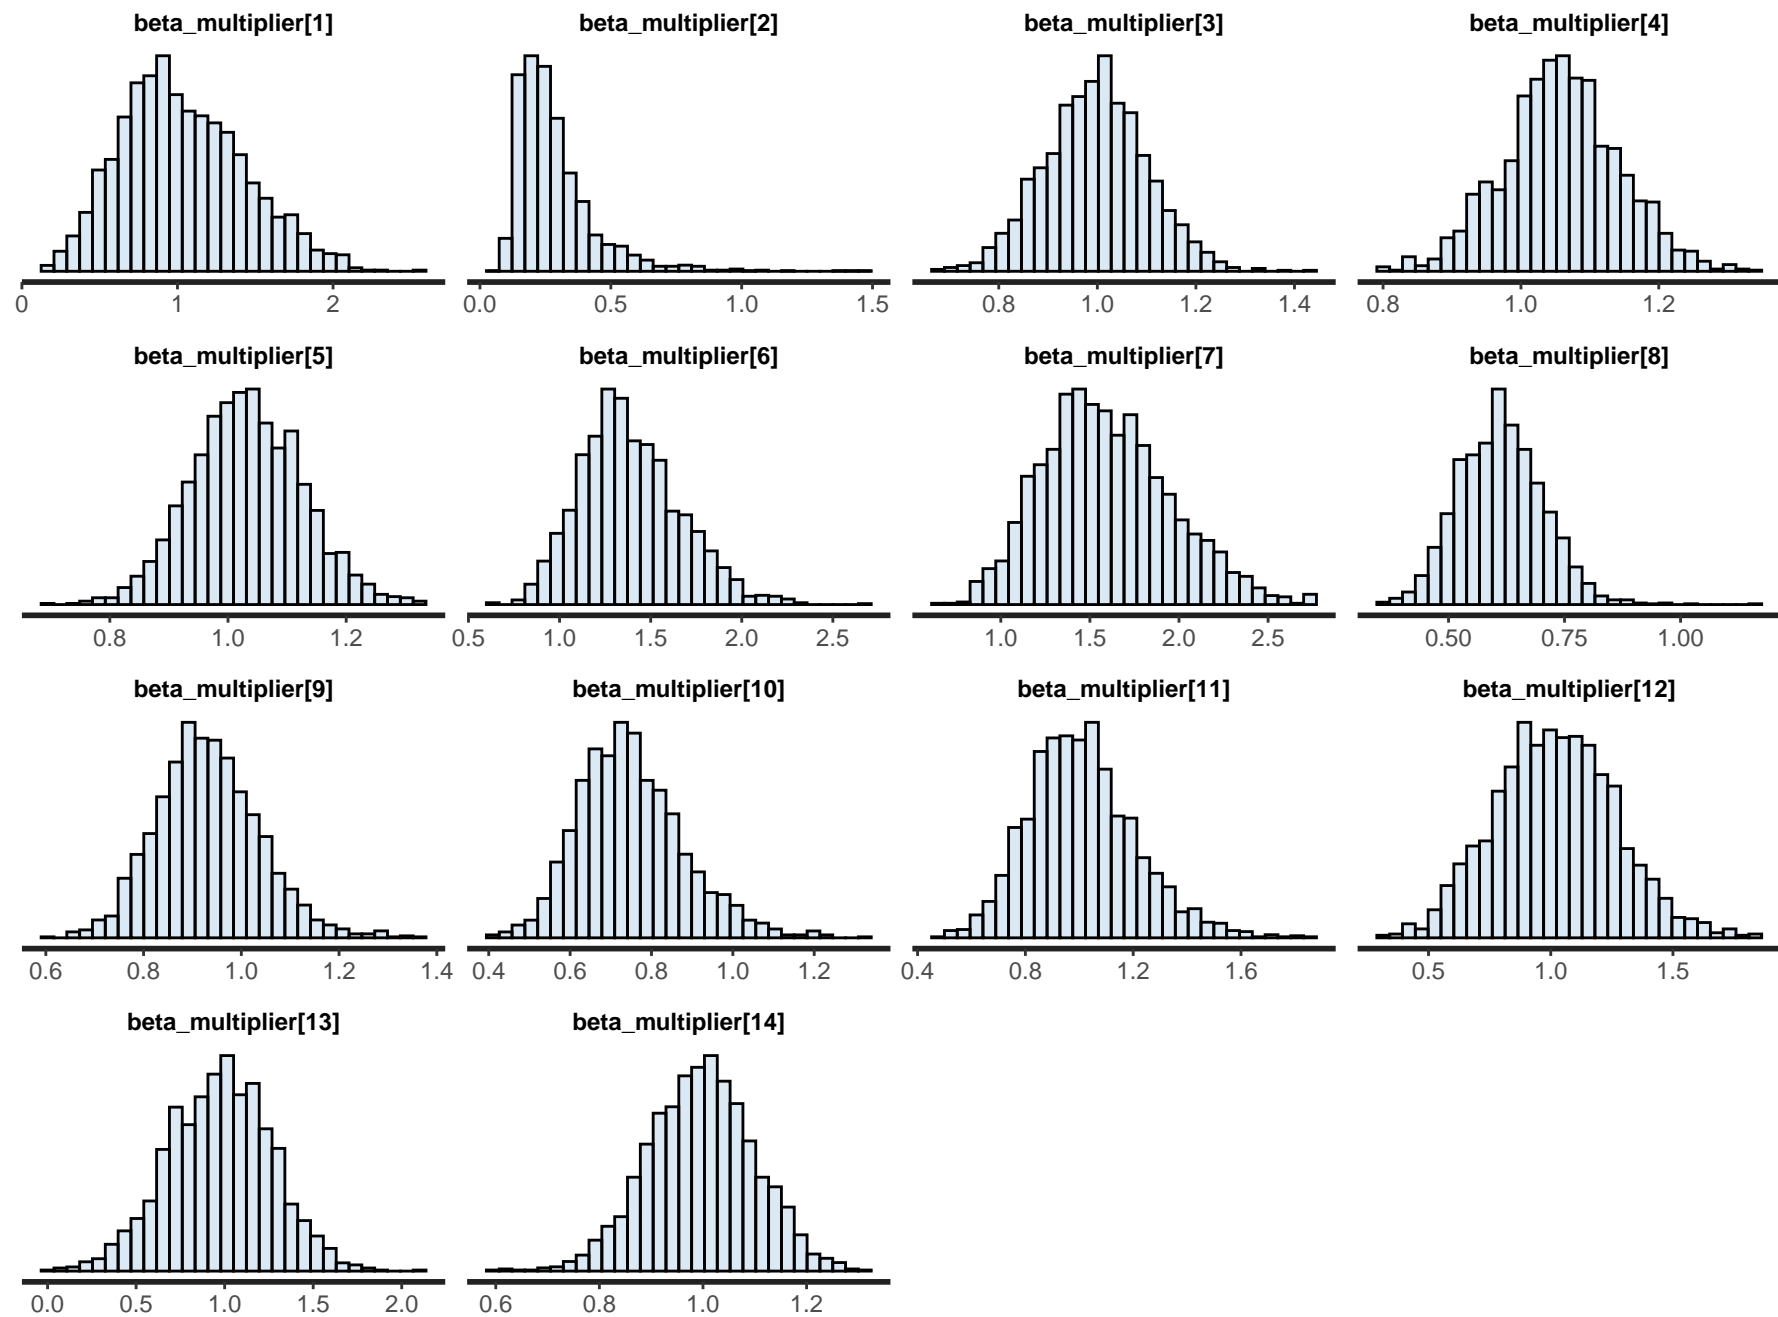 beta_multiplier[1] beta_multiplier[2] beta_multiplier[3] beta_multiplier[4]
0 1 2 0.0 0.5 1.0 1.5 0.8 1.0 1.2 1.4 0.8 1.0 1.2
beta_multiplier[5] beta_multiplier[6] beta_multiplier[7] beta_multiplier[8]
0.8 1.0 1.2 0.5 1.0 1.5 2.0 2.5 1.0 1.5 2.0 2.5 0.50 0.75 1.00
beta_multiplier[9] beta_multiplier[10] beta_multiplier[11] beta_multiplier[12]
0.6 0.8 1.0 1.2 1.4 0.4 0.6 0.8 1.0 1.2 0.4 0.8 1.2 1.6 0.5 1.0 1.5
beta_multiplier[13] beta_multiplier[14]
0.0 0.5 1.0 1.5 2.0 0.6 0.8 1.0 1.2